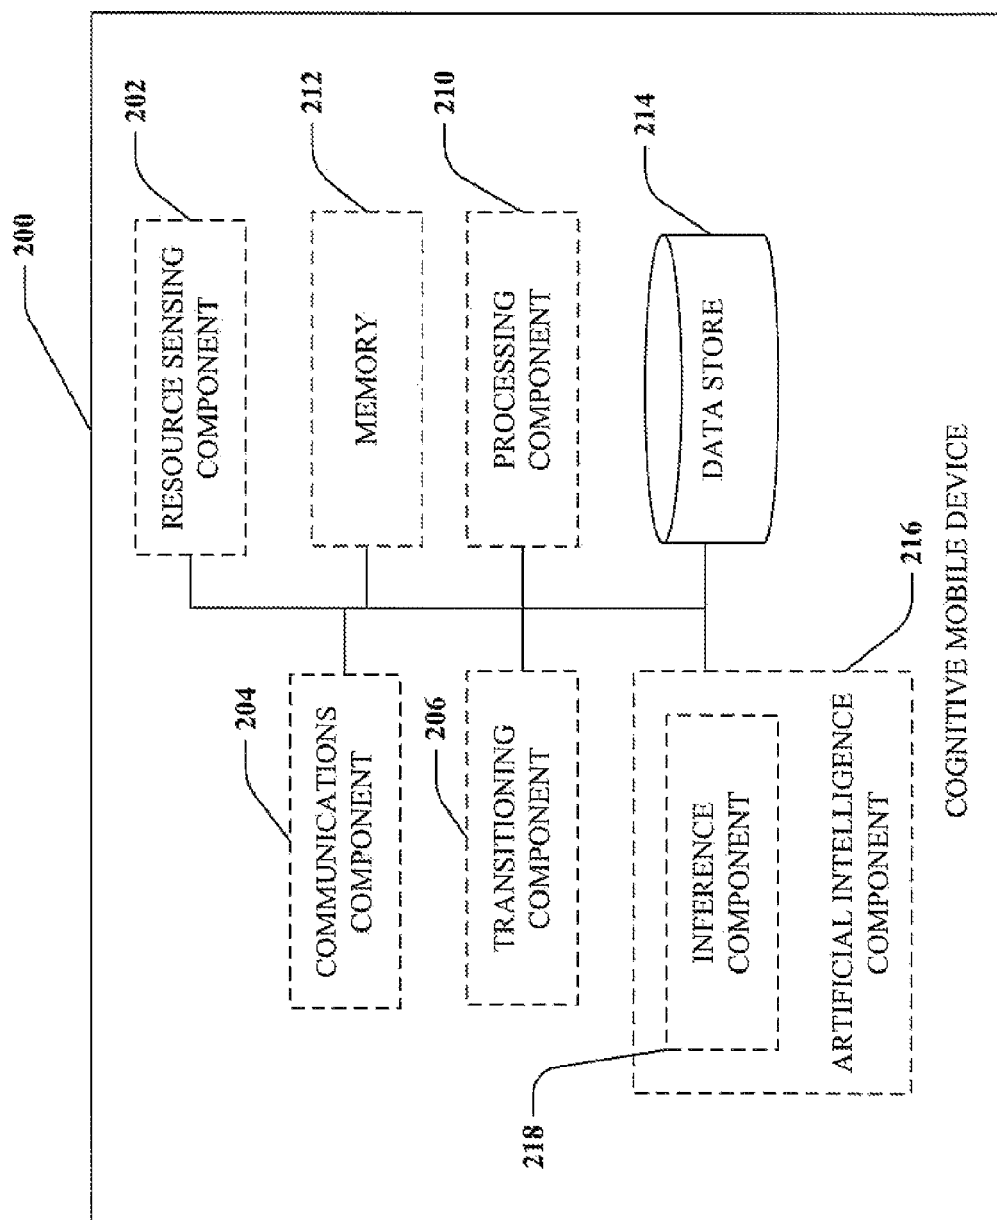 200
202
RESOURCE SENSING
COMPONENT
212
MEMORY
210
PROCESSING
COMPONENT
214
DATA STORE
204
COMMUNICATIONS
COMPONENT
206
TRANSITIONING
COMPONENT
216
218
INFERENCE
COMPONENT
ARTIFICIAL INTELLIGENCE
COMPONENT
COGNITIVE MOBILE DEVICE